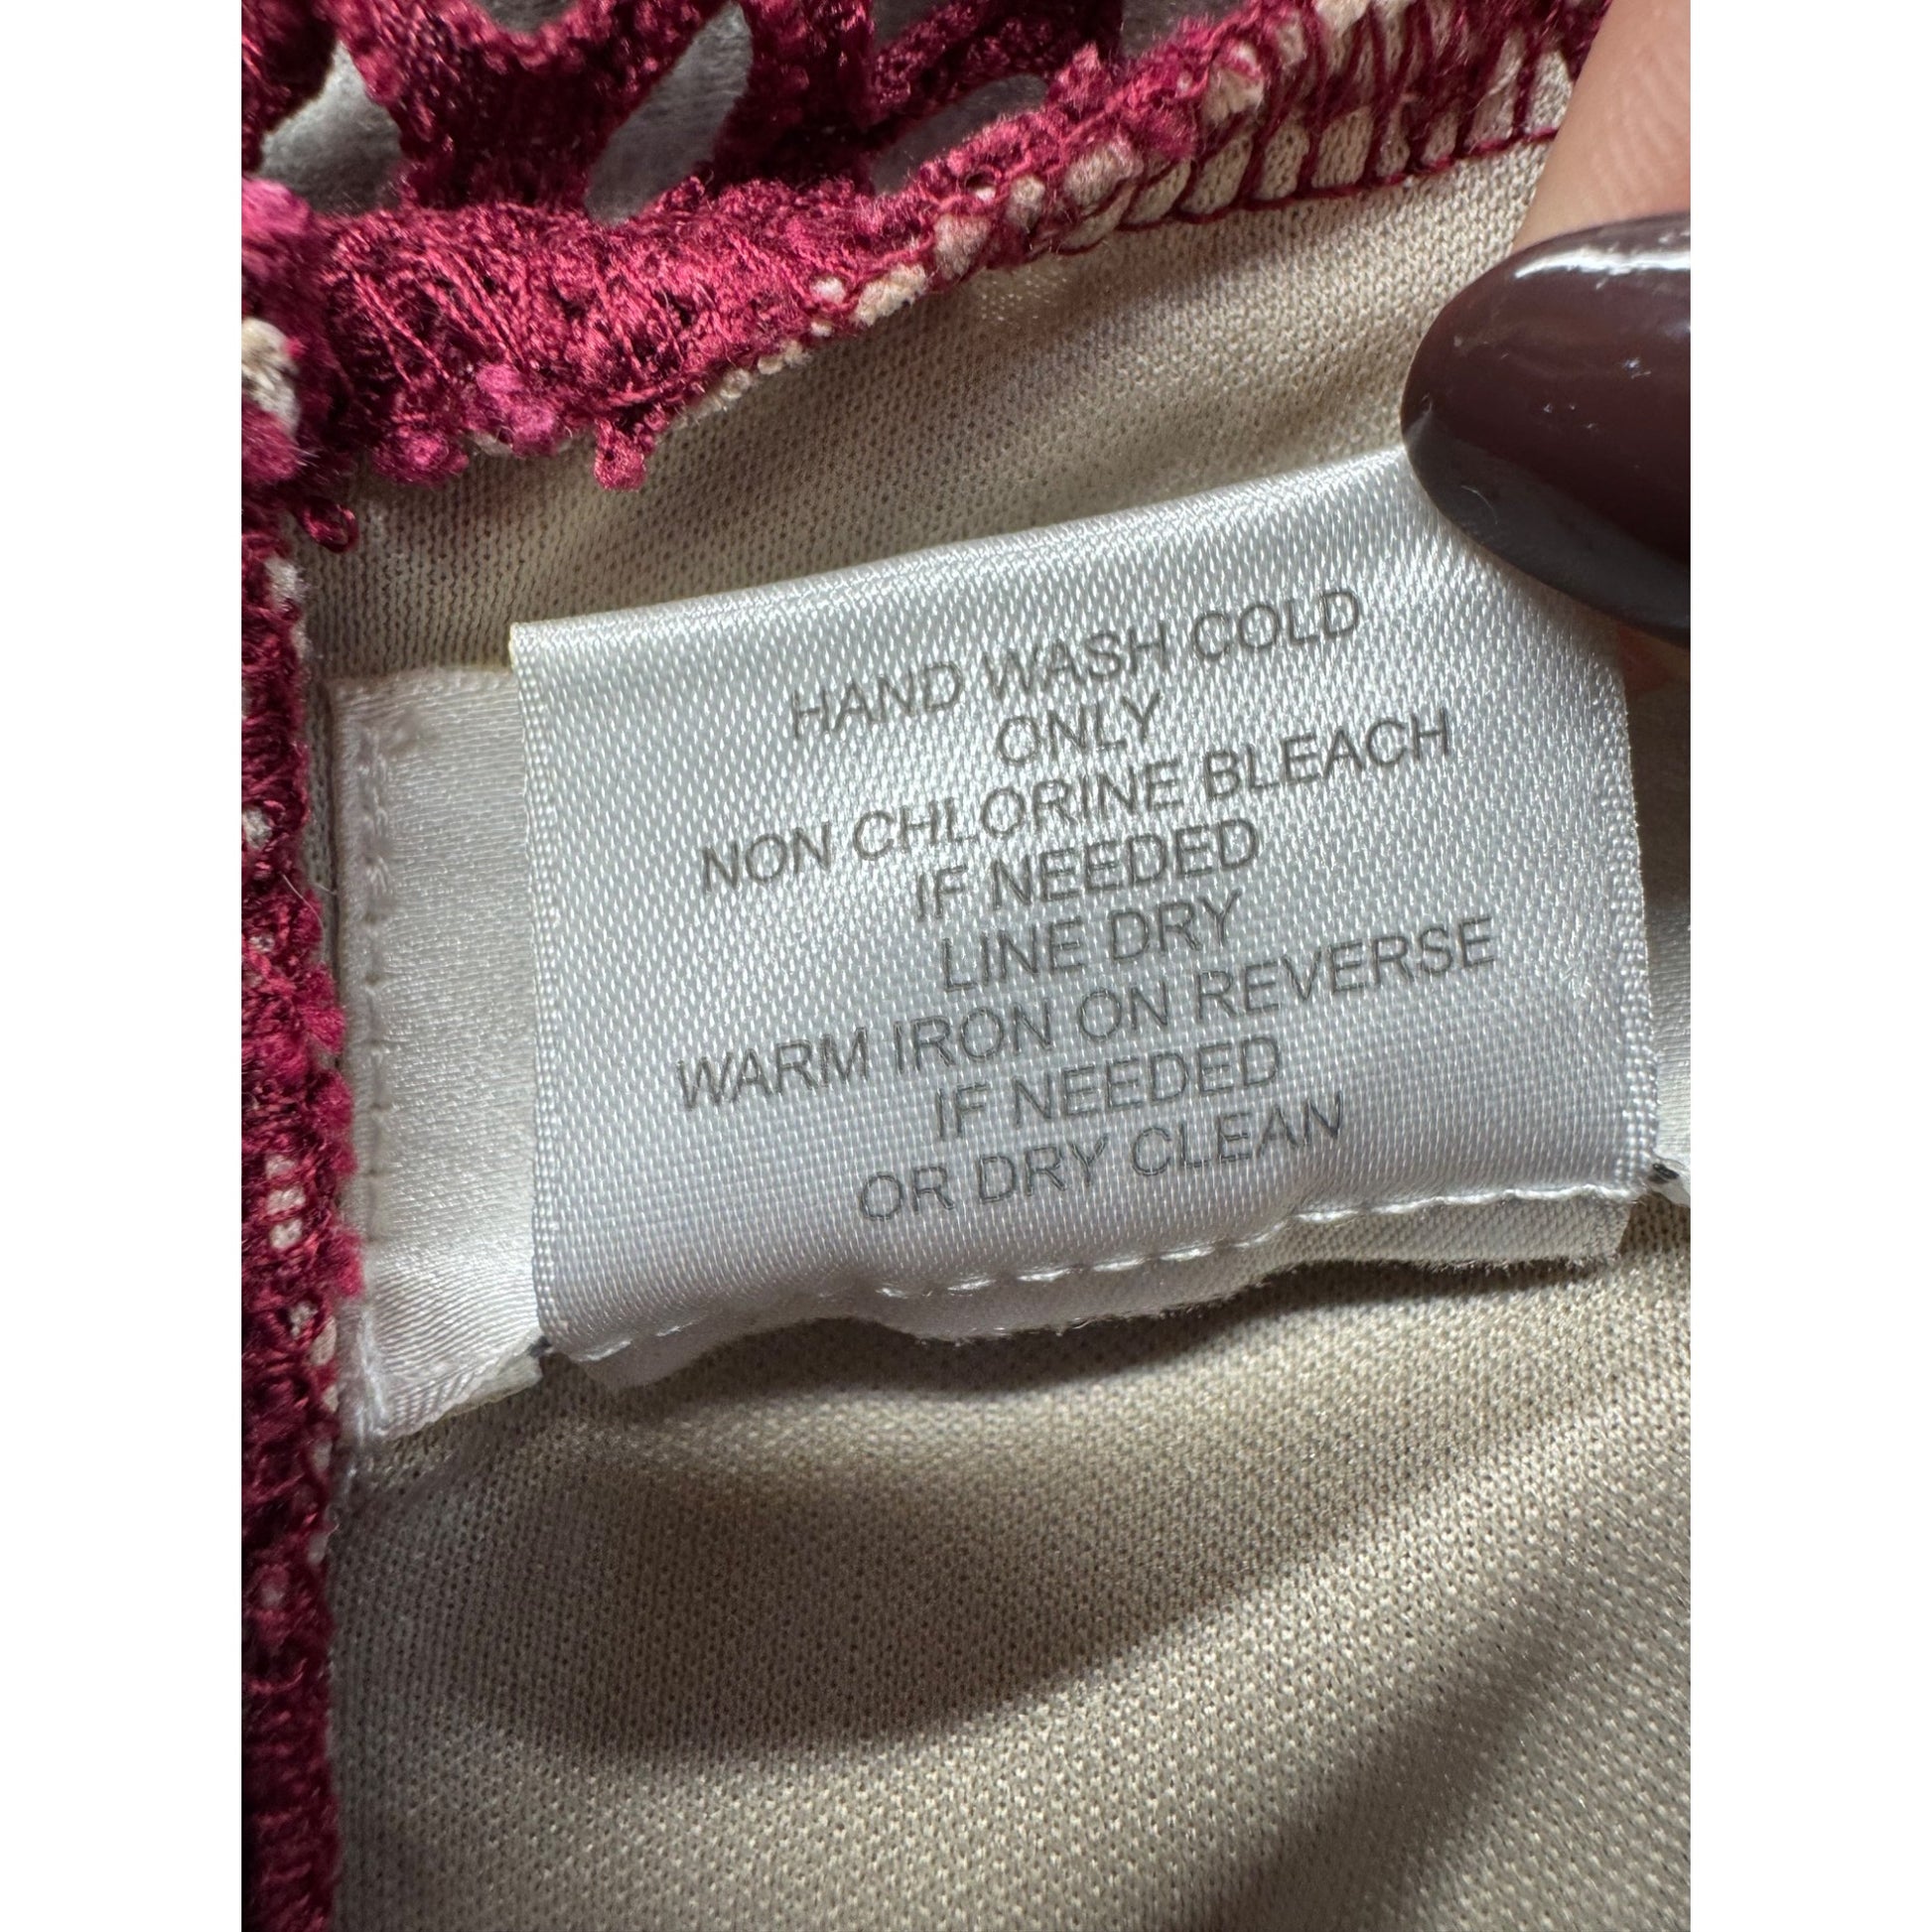 HAND WASH COLD
ONLY
NON CHLORINE BLEACH
IF NEEDED
LINE DRY
WARM IRON ON REVERSE
IF NEEDED
OR DRY CLEAN